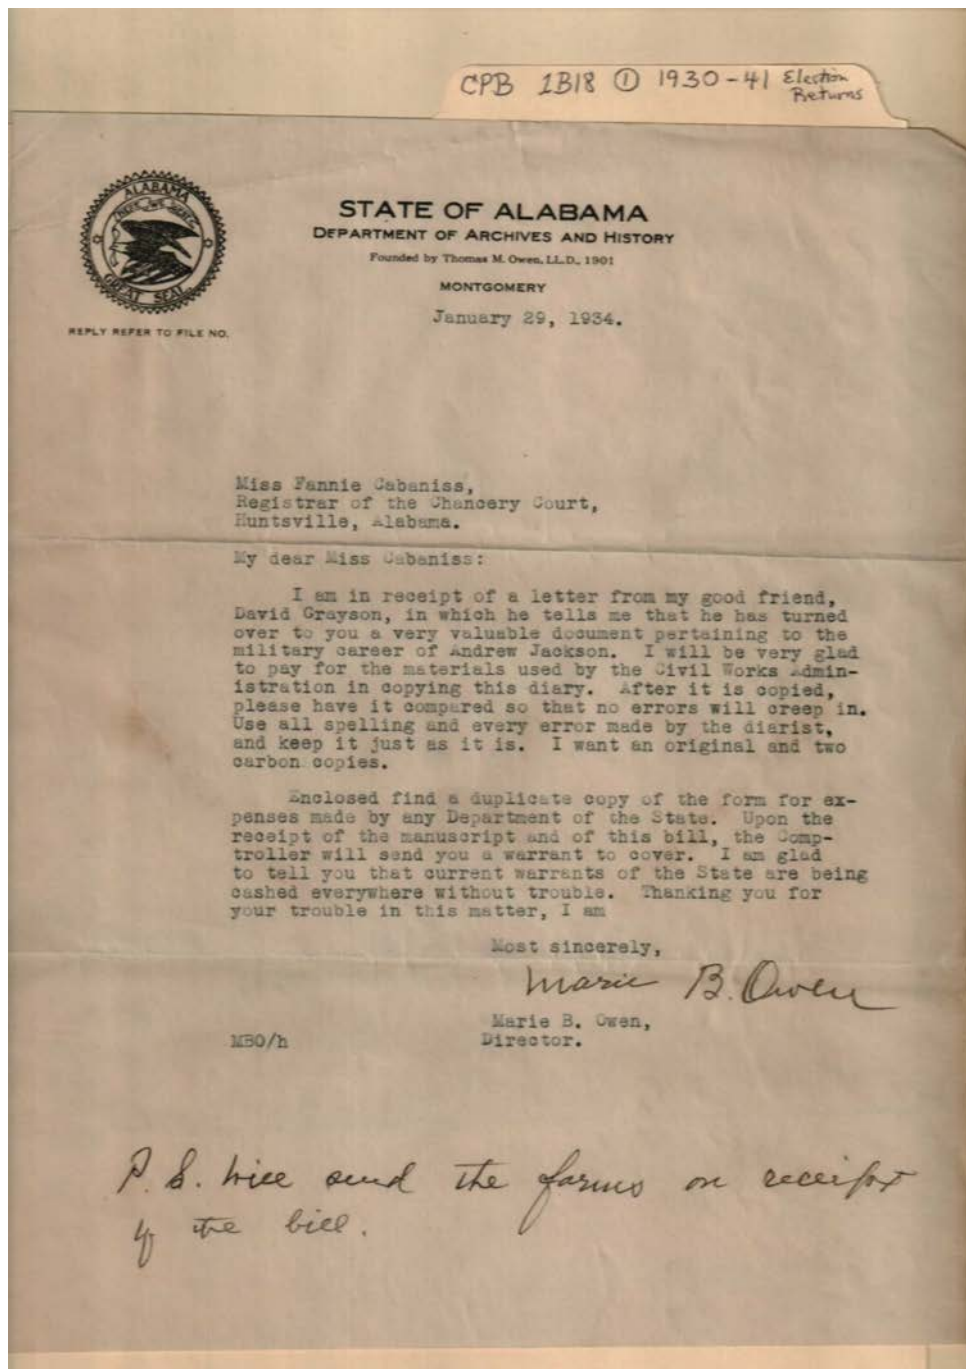 CPB 1B18 ① 1930-41 Election
Returns
ALABAMA
HERE WE REST
GREAT SEAL
REPLY REFER TO FILE NO.
STATE OF ALABAMA
DEPARTMENT OF ARCHIVES AND HISTORY
Founded by Thomas M. Owen, LL.D., 1901
MONTGOMERY
January 29, 1934.
Miss Fannie Cabaniss,
Registrar of the Chancery Court,
Huntsville, Alabama.
My dear Miss Cabaniss:
I am in receipt of a letter from my good friend,
David Grayson, in which he tells me that he has turned
over to you a very valuable document pertaining to the
military career of Andrew Jackson. I will be very glad
to pay for the materials used by the Civil Works Admin-
istration in copying this diary. After it is copied,
please have it compared so that no errors will creep in.
Use all spelling and every error made by the diarist,
and keep it just as it is. I want an original and two
carbon copies.
Enclosed find a duplicate copy of the form for ex-
penses made by any Department of the State. Upon the
receipt of the manuscript and of this bill, the Comp-
troller will send you a warrant to cover. I am glad
to tell you that current warrants of the State are being
cashed everywhere without trouble. Thanking you for
your trouble in this matter, I am
Most sincerely,
Marie B. Owen
Marie B. Owen,
Director.
MBO/h
P.S. Will send the forms on receipt
of the bill.